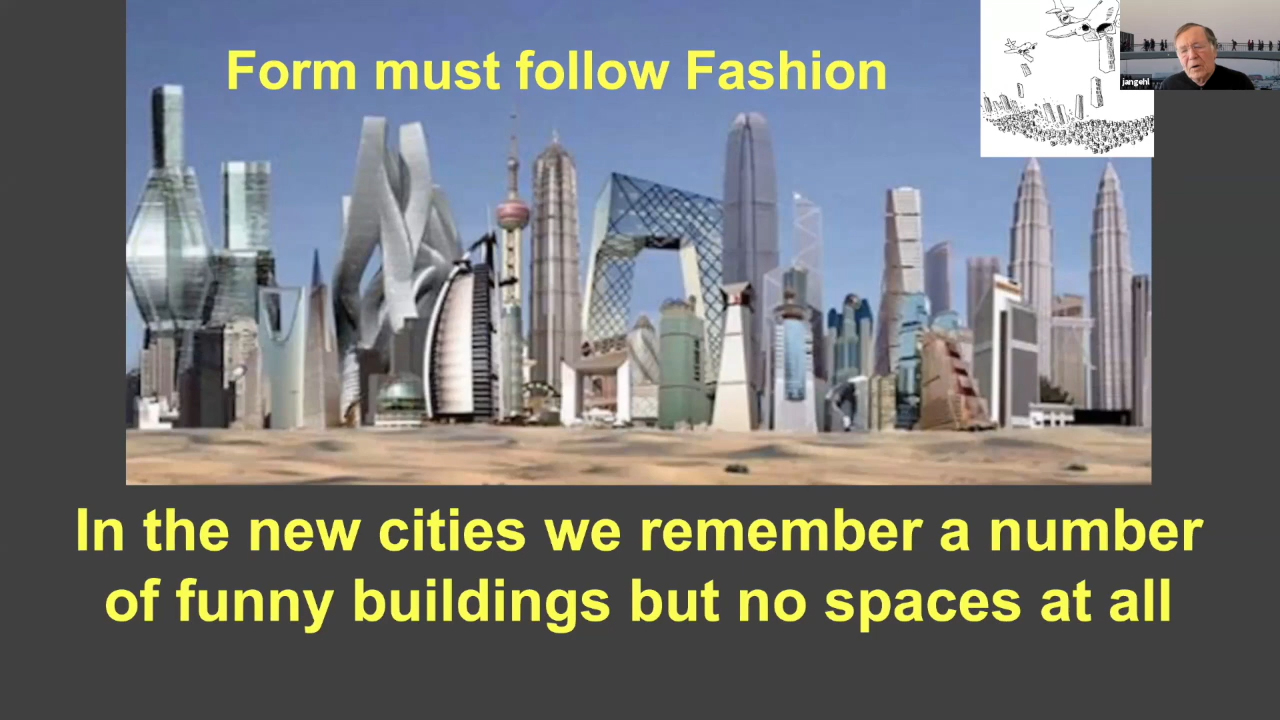 Form must follow Fashion
jangehl
In the new cities we remember a number
of funny buildings but no spaces at all